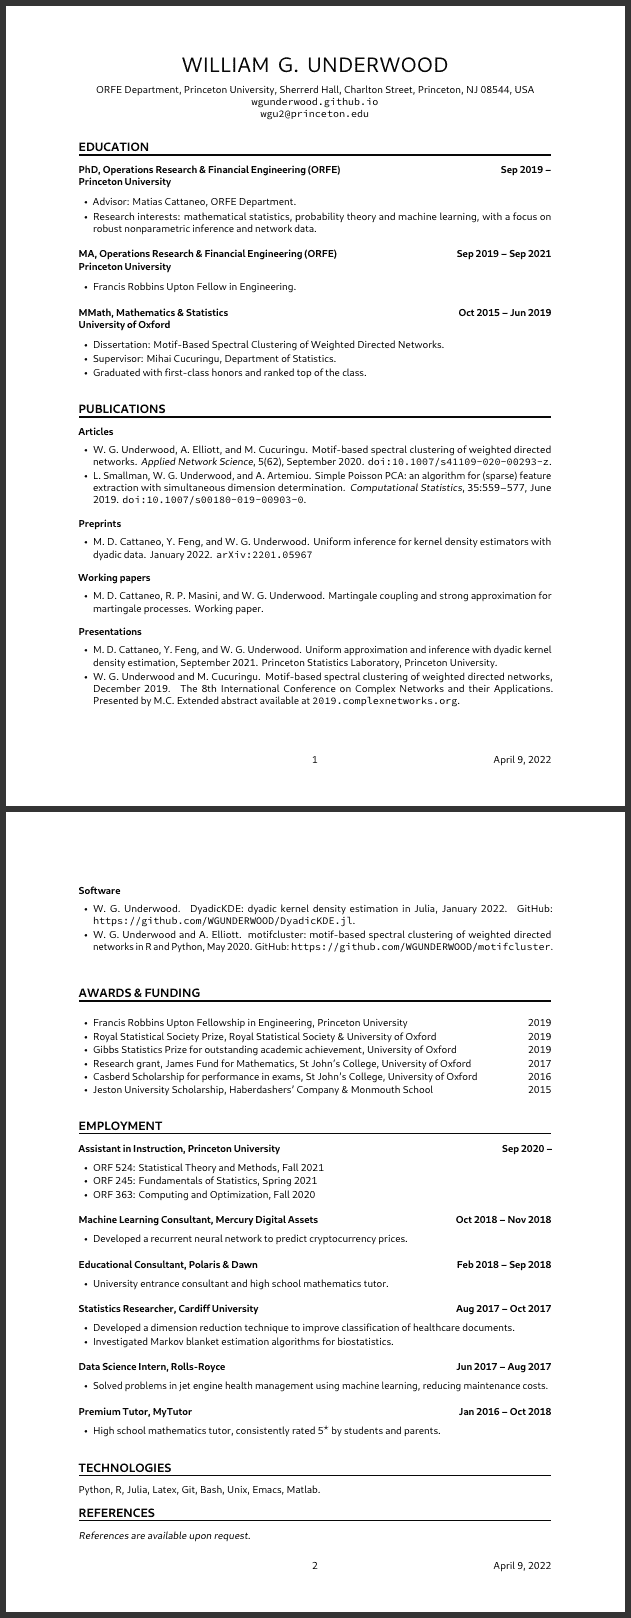 WILLIAM G. UNDERWOOD
ORFE Department, Princeton University, Sherrerd Hall, Charlton Street, Princeton, NJ 08544, USA
wgunderwood.github.io
wgu2@princeton.edu
EDUCATION
PhD, Operations Research & Financial Engineering (ORFE) Sep 2019 –
Princeton University
• Advisor: Matias Cattaneo, ORFE Department.
• Research interests: mathematical statistics, probability theory and machine learning, with a focus on
robust nonparametric inference and network data.
MA, Operations Research & Financial Engineering (ORFE) Sep 2019 – Sep 2021
Princeton University
• Francis Robbins Upton Fellow in Engineering.
MMath, Mathematics & Statistics Oct 2015 – Jun 2019
University of Oxford
• Dissertation: Motif-Based Spectral Clustering of Weighted Directed Networks.
• Supervisor: Mihai Cucuringu, Department of Statistics.
• Graduated with first-class honors and ranked top of the class.
PUBLICATIONS
Articles
• W. G. Underwood, A. Elliott, and M. Cucuringu. Motif-based spectral clustering of weighted directed
networks. Applied Network Science, 5(62), September 2020. doi:10.1007/s41109-020-00293-z.
• L. Smallman, W. G. Underwood, and A. Artemiou. Simple Poisson PCA: an algorithm for (sparse) feature
extraction with simultaneous dimension determination. Computational Statistics, 35:559–577, June
2019. doi:10.1007/s00180-019-00903-0.
Preprints
• M. D. Cattaneo, Y. Feng, and W. G. Underwood. Uniform inference for kernel density estimators with
dyadic data. January 2022. arXiv:2201.05967
Working papers
• M. D. Cattaneo, R. P. Masini, and W. G. Underwood. Martingale coupling and strong approximation for
martingale processes. Working paper.
Presentations
• M. D. Cattaneo, Y. Feng, and W. G. Underwood. Uniform approximation and inference with dyadic kernel
density estimation, September 2021. Princeton Statistics Laboratory, Princeton University.
• W. G. Underwood and M. Cucuringu. Motif-based spectral clustering of weighted directed networks,
December 2019. The 8th International Conference on Complex Networks and their Applications.
Presented by M.C. Extended abstract available at 2019.complexnetworks.org.
1 April 9, 2022
Software
• W. G. Underwood. DyadicKDE: dyadic kernel density estimation in Julia, January 2022. GitHub:
https://github.com/WGUNDERWOOD/DyadicKDE.jl.
• W. G. Underwood and A. Elliott. motifcluster: motif-based spectral clustering of weighted directed
networks in R and Python, May 2020. GitHub: https://github.com/WGUNDERWOOD/motifcluster.
AWARDS & FUNDING
• Francis Robbins Upton Fellowship in Engineering, Princeton University 2019
• Royal Statistical Society Prize, Royal Statistical Society & University of Oxford 2019
• Gibbs Statistics Prize for outstanding academic achievement, University of Oxford 2019
• Research grant, James Fund for Mathematics, St John's College, University of Oxford 2017
• Casberd Scholarship for performance in exams, St John's College, University of Oxford 2016
• Jeston University Scholarship, Haberdashers' Company & Monmouth School 2015
EMPLOYMENT
Assistant in Instruction, Princeton University Sep 2020 –
• ORF 524: Statistical Theory and Methods, Fall 2021
• ORF 245: Fundamentals of Statistics, Spring 2021
• ORF 363: Computing and Optimization, Fall 2020
Machine Learning Consultant, Mercury Digital Assets Oct 2018 – Nov 2018
• Developed a recurrent neural network to predict cryptocurrency prices.
Educational Consultant, Polaris & Dawn Feb 2018 – Sep 2018
• University entrance consultant and high school mathematics tutor.
Statistics Researcher, Cardiff University Aug 2017 – Oct 2017
• Developed a dimension reduction technique to improve classification of healthcare documents.
• Investigated Markov blanket estimation algorithms for biostatistics.
Data Science Intern, Rolls-Royce Jun 2017 – Aug 2017
• Solved problems in jet engine health management using machine learning, reducing maintenance costs.
Premium Tutor, MyTutor Jan 2016 – Oct 2018
• High school mathematics tutor, consistently rated 5* by students and parents.
TECHNOLOGIES
Python, R, Julia, Latex, Git, Bash, Unix, Emacs, Matlab.
REFERENCES
References are available upon request.
2 April 9, 2022